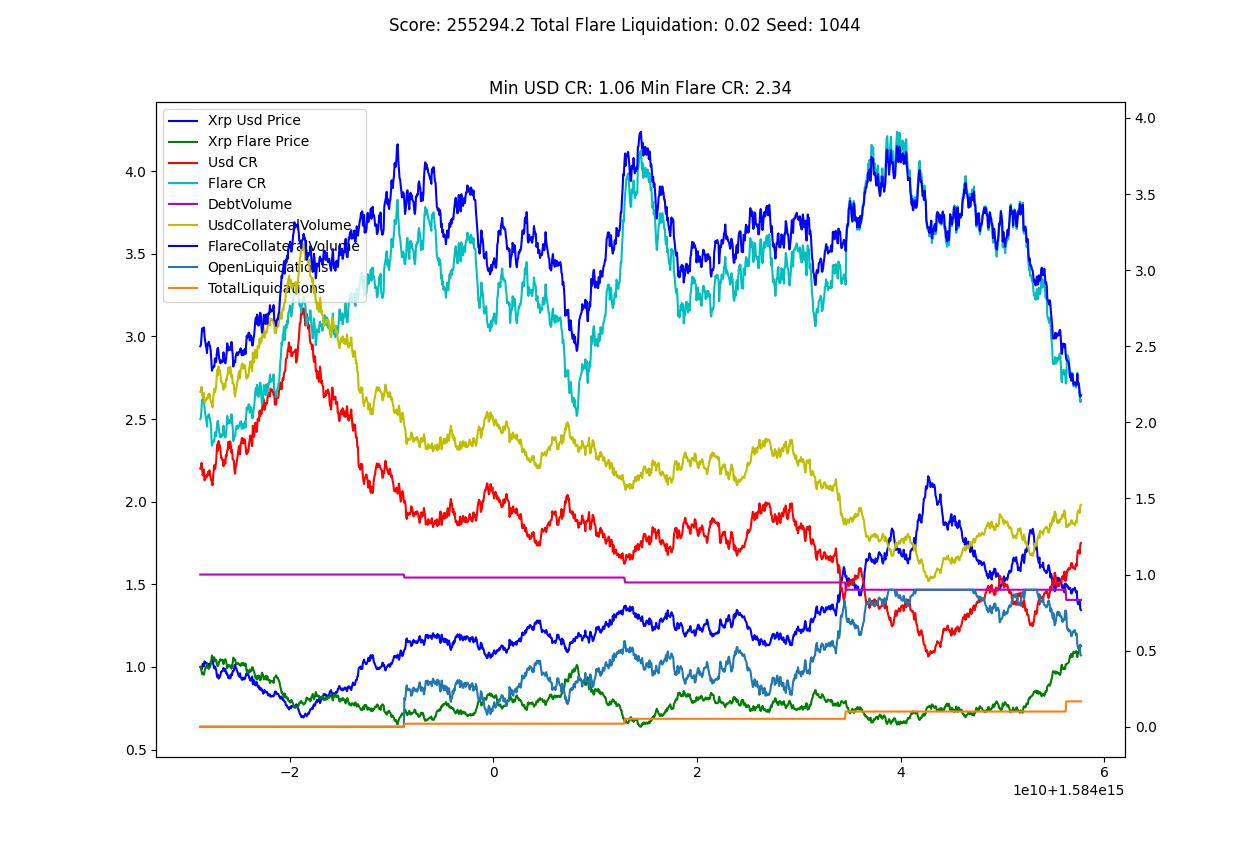 Score: 255294.2 Total Flare Liquidation: 0.02 Seed: 1044
Min USD CR: 1.06 Min Flare CR: 2.34
Xrp Usd Price
Xrp Flare Price
Usd CR
Flare CR
DebtVolume
UsdCollateralVolume
FlareCollateralVolume
OpenLiquidations
TotalLiquidations
4.0
3.5
3.0
2.5
2.0
1.5
1.0
0.5
4.0
3.5
3.0
2.5
2.0
1.5
1.0
0.5
0.0
−2 0 2 4 6
1e10+1.584e15